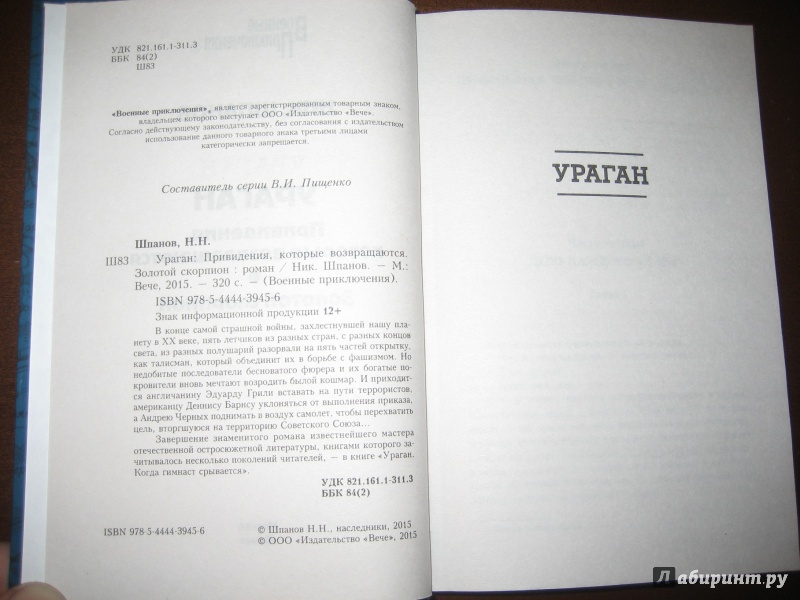 УДК 821.161.1-311.3
ББК 84(2)
Ш83
«Военные приключения», является зарегистрированным товарным знаком,
владельцем которого выступает ООО «Издательство «Вече».
Согласно действующему законодательству, без согласования с издательством
использование данного товарного знака третьими лицами
категорически запрещается.
Составитель серии В.И. Пищенко
Шпанов, Н.Н.
Ш83 Ураган: Привидения, которые возвращаются.
Золотой скорпион : роман / Ник. Шпанов. — М.:
Вече, 2015. — 320 с. — (Военные приключения).
ISBN 978-5-4444-3945-6
Знак информационной продукции 12+
В конце самой страшной войны, захлестнувшей нашу пла-
нету в XX веке, пять летчиков из разных стран, с разных концов
света, из разных полушарий разорвали на пять частей открытку,
как талисман, который объединит их в борьбе с фашизмом. Но
недобитые последователи бесноватого фюрера и их богатые по-
кровители вновь мечтают возродить былой кошмар. И приходит-
ся англичанину Эдуарду Грили вставать на пути террористов,
американцу Деннису Барнсу уклоняться от выполнения приказа,
а Андрею Черных поднимать в воздух самолет, чтобы перехватить
цель, вторгшуюся на территорию Советского Союза...
Завершение знаменитого романа известнейшего мастера
отечественной остросюжетной литературы, книгами которого за-
читывалось несколько поколений читателей, — в книге «Ураган.
Когда гимнаст срывается».
УДК 821.161.1-311.3
ББК 84(2)
ISBN 978-5-4444-3945-6
© Шпанов Н.Н., наследники, 2015
© ООО «Издательство «Вече», 2015
УРАГАН
Лабиринт.ру